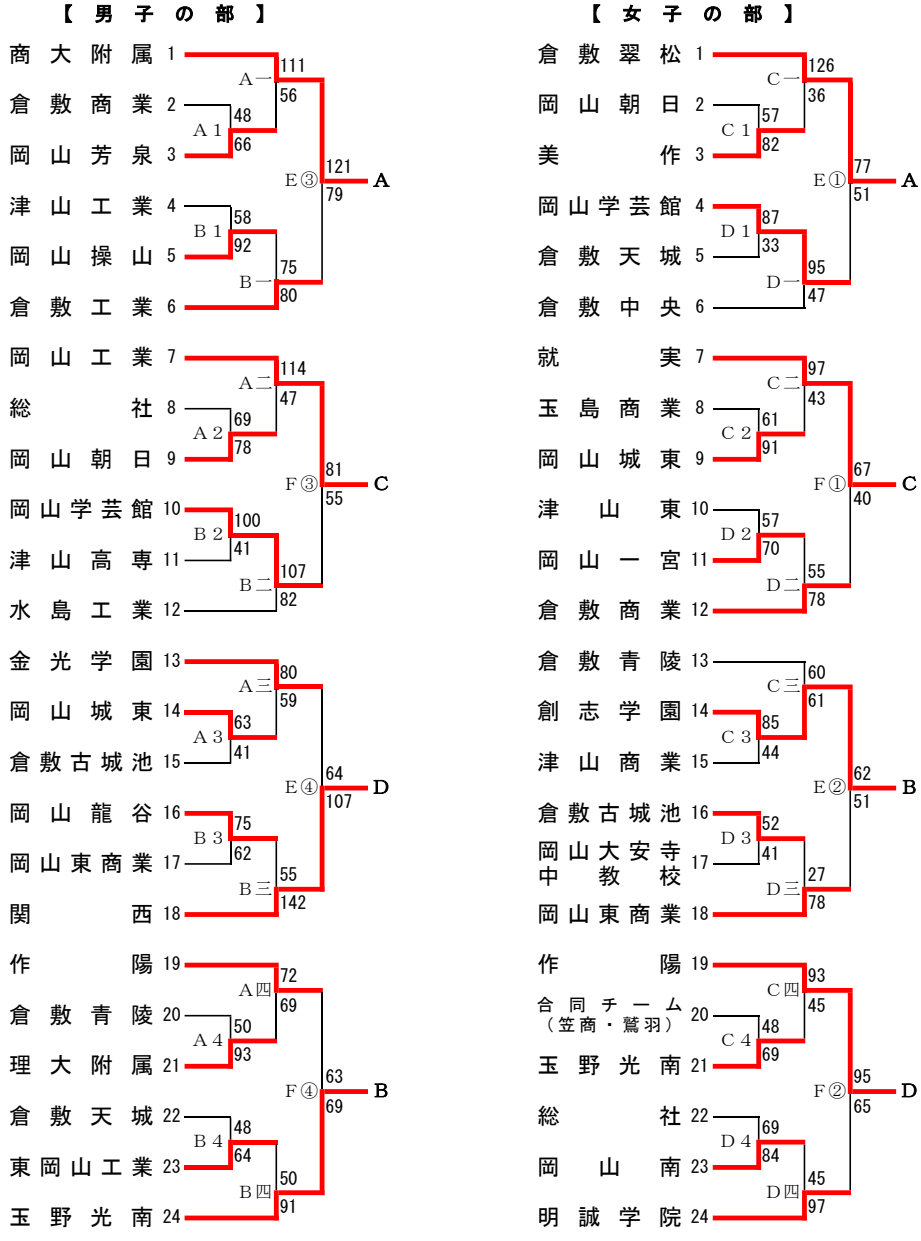 【 男 子 の 部 】
商大附属 1
111
A一
56
倉敷商業 2
48
A1
66
岡山芳泉 3
121
E③ A
79
津山工業 4
58
B1
92
岡山操山 5
75
B一
80
倉敷工業 6
岡山工業 7
114
A二
47
総社 8
69
A2
78
岡山朝日 9
81
F③ C
55
岡山学芸館 10
100
B2
41
津山高専 11
107
B二
82
水島工業 12
金光学園 13
80
A三
59
岡山城東 14
63
A3
41
倉敷古城池 15
64
E④ D
107
岡山龍谷 16
75
B3
62
岡山東商業 17
55
B三
142
関西 18
作陽 19
72
A四
69
倉敷青陵 20
50
A4
93
理大附属 21
63
F④ B
69
倉敷天城 22
48
B4
64
東岡山工業 23
50
B四
91
玉野光南 24
【 女 子 の 部 】
倉敷翠松 1
126
C一
36
岡山朝日 2
57
C1
82
美作 3
77
E① A
51
岡山学芸館 4
87
D1
33
倉敷天城 5
95
D一
47
倉敷中央 6
就実 7
97
C二
43
玉島商業 8
61
C2
91
岡山城東 9
67
F① C
40
津山東 10
57
D2
70
岡山一宮 11
55
D二
78
倉敷商業 12
倉敷青陵 13
60
C三
61
創志学園 14
85
C3
44
津山商業 15
62
E② B
51
倉敷古城池 16
52
D3
41
岡山大安寺
中教校 17
27
D三
78
岡山東商業 18
作陽 19
93
C四
45
合同チーム
（笠商・鷲羽） 20
48
C4
69
玉野光南 21
95
F② D
65
総社 22
69
D4
84
岡山南 23
45
D四
97
明誠学院 24